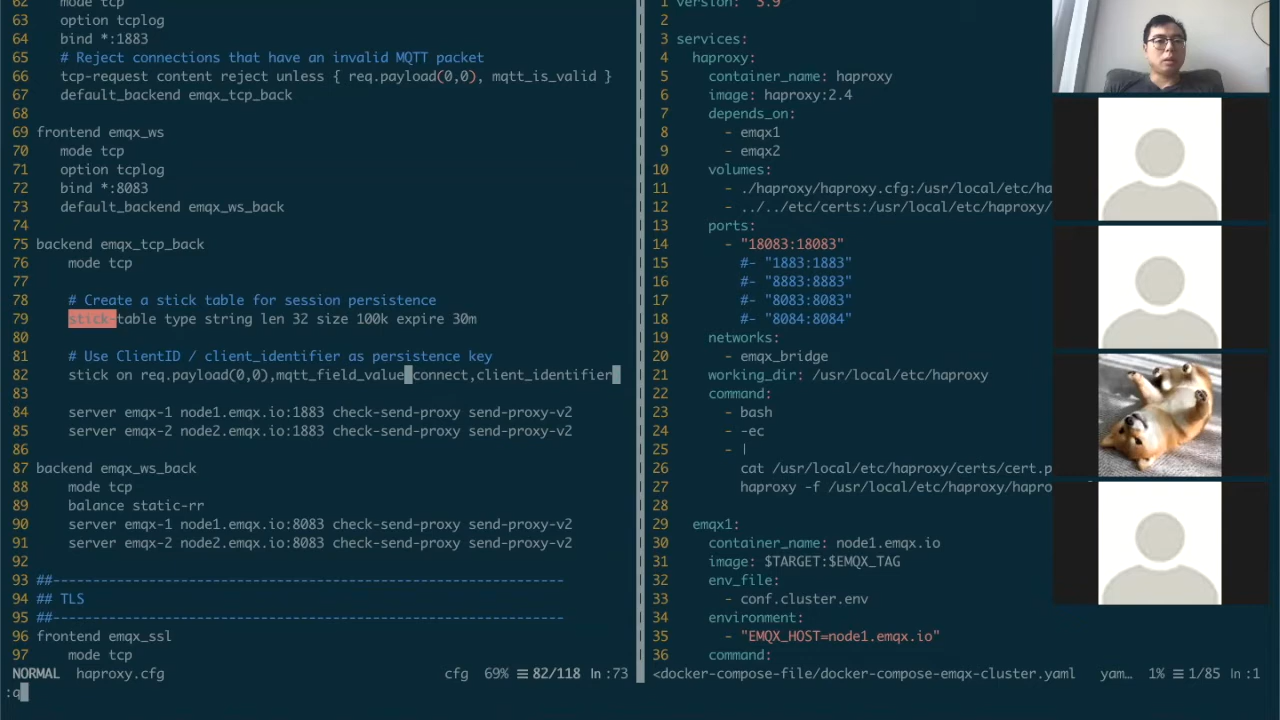 62 mode tcp
63 option tcplog
64 bind *:1883
65 # Reject connections that have an invalid MQTT packet
66 tcp-request content reject unless { req.payload(0,0), mqtt_is_valid }
67 default_backend emqx_tcp_back
68
69 frontend emqx_ws
70 mode tcp
71 option tcplog
72 bind *:8083
73 default_backend emqx_ws_back
74
75 backend emqx_tcp_back
76 mode tcp
77
78 # Create a stick table for session persistence
79 stick-table type string len 32 size 100k expire 30m
80
81 # Use ClientID / client_identifier as persistence key
82 stick on req.payload(0,0),mqtt_field_value connect,client_identifier
83
84 server emqx-1 node1.emqx.io:1883 check-send-proxy send-proxy-v2
85 server emqx-2 node2.emqx.io:1883 check-send-proxy send-proxy-v2
86
87 backend emqx_ws_back
88 mode tcp
89 balance static-rr
90 server emqx-1 node1.emqx.io:8083 check-send-proxy send-proxy-v2
91 server emqx-2 node2.emqx.io:8083 check-send-proxy send-proxy-v2
92
93 ##----------------------------------------------------------------
94 ## TLS
95 ##----------------------------------------------------------------
96 frontend emqx_ssl
97 mode tcp
NORMAL haproxy.cfg cfg 69% ☰ 82/118 ln :73
:q
1 version: "3.9"
2
3 services:
4 haproxy:
5 container_name: haproxy
6 image: haproxy:2.4
7 depends_on:
8 - emqx1
9 - emqx2
10 volumes:
11 - ./haproxy/haproxy.cfg:/usr/local/etc/ha
12 - ../../etc/certs:/usr/local/etc/haproxy/
13 ports:
14 - "18083:18083"
15 #- "1883:1883"
16 #- "8883:8883"
17 #- "8083:8083"
18 #- "8084:8084"
19 networks:
20 - emqx_bridge
21 working_dir: /usr/local/etc/haproxy
22 command:
23 - bash
24 - -ec
25 - |
26 cat /usr/local/etc/haproxy/certs/cert.p
27 haproxy -f /usr/local/etc/haproxy/hapro
28
29 emqx1:
30 container_name: node1.emqx.io
31 image: $TARGET:$EMQX_TAG
32 env_file:
33 - conf.cluster.env
34 environment:
35 - "EMQX_HOST=node1.emqx.io"
36 command:
<docker-compose-file/docker-compose-emqx-cluster.yaml yam… 1% ☰ 1/85 ln :1